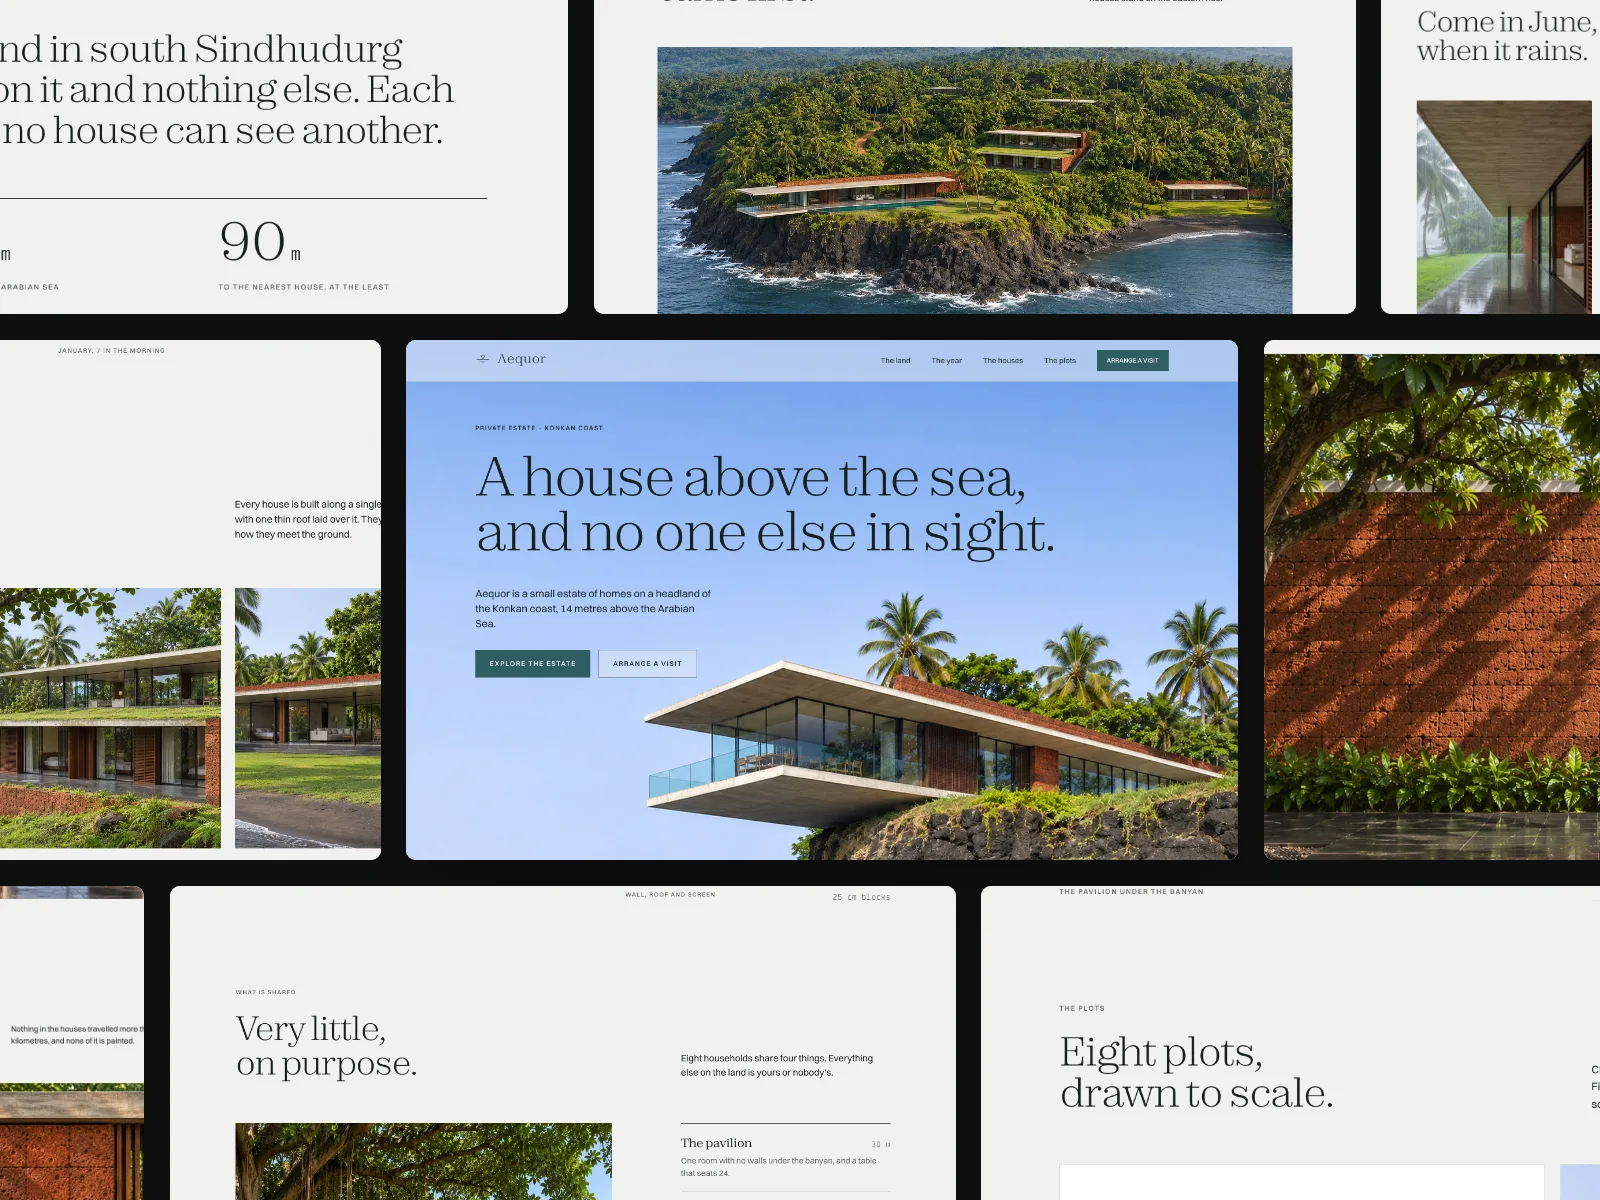 nd in south Sindhudurg
on it and nothing else. Each
no house can see another.
m
90 m
ARABIAN SEA
TO THE NEAREST HOUSE, AT THE LEAST
Come in June,
when it rains.
JANUARY, 7 IN THE MORNING
Every house is built along a single
with one thin roof laid over it. They
how they meet the ground.
Aequor
The land
The year
The houses
The plots
ARRANGE A VISIT
PRIVATE ESTATE · KONKAN COAST
A house above the sea,
and no one else in sight.
Aequor is a small estate of homes on a headland of
the Konkan coast, 14 metres above the Arabian
Sea.
EXPLORE THE ESTATE
ARRANGE A VISIT
Nothing in the houses travelled more th
kilometres, and none of it is painted.
WALL, ROOF AND SCREEN
25 cm blocks
WHAT IS SHARED
Very little,
on purpose.
Eight households share four things. Everything
else on the land is yours or nobody's.
The pavilion
30 m
One room with no walls under the banyan, and a table
that seats 24.
THE PAVILION UNDER THE BANYAN
THE PLOTS
Eight plots,
drawn to scale.